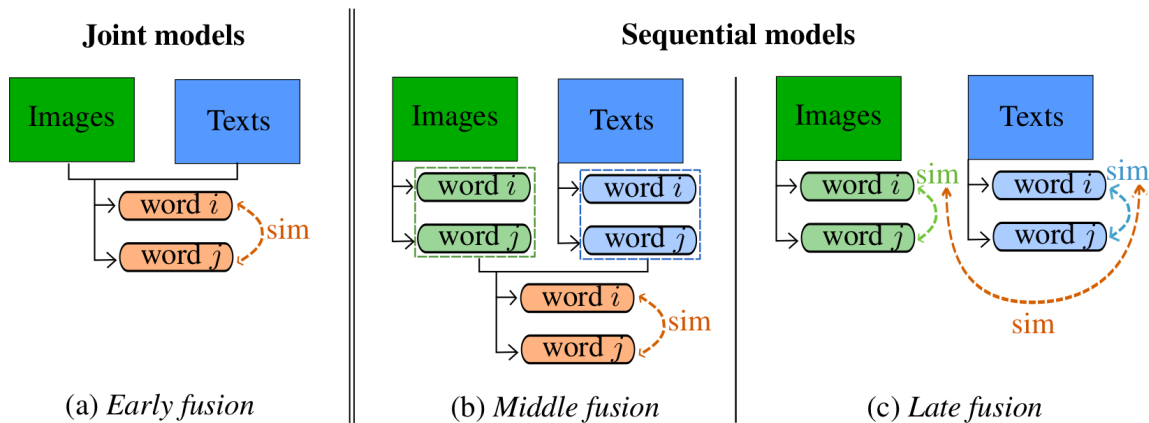 Joint models
Images
Texts
word i
word j
sim
(a) Early fusion
Sequential models
Images
Texts
word i
word j
word i
word j
word i
word j
sim
(b) Middle fusion
Images
Texts
word i
word j
sim
word i
word j
sim
sim
(c) Late fusion